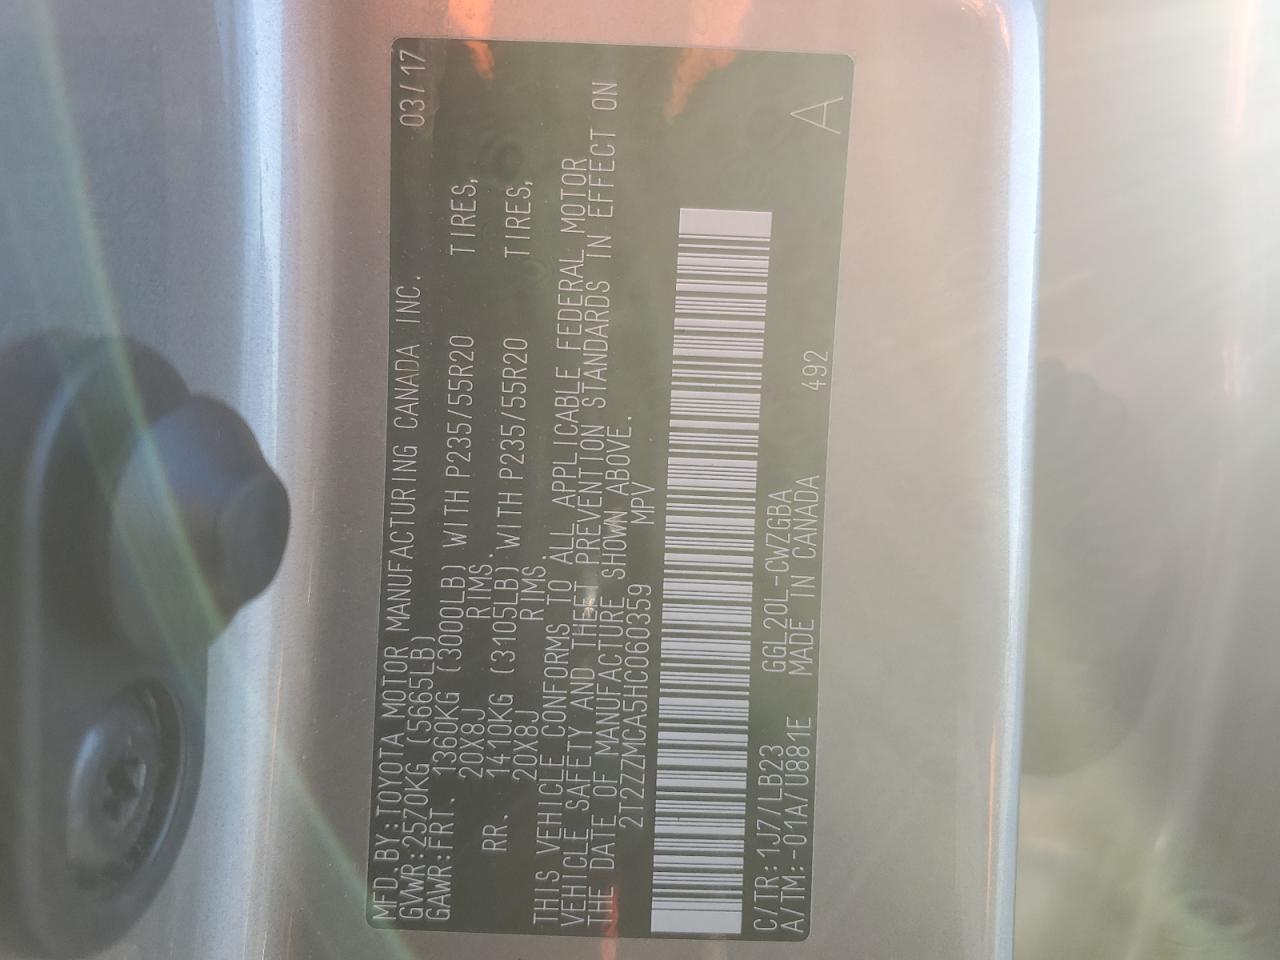 MFD.BY:TOYOTA MOTOR MANUFACTURING CANADA INC. 03/17
GVWR:2570KG (5665LB)
GAWR:FRT. 1360KG (3000LB) WITH P235/55R20 TIRES,
20X8J RIMS.
RR. 1410KG (3105LB) WITH P235/55R20 TIRES,
20X8J RIMS.
THIS VEHICLE CONFORMS TO ALL APPLICABLE FEDERAL MOTOR
VEHICLE SAFETY AND THEFT PREVENTION STANDARDS IN EFFECT ON
THE DATE OF MANUFACTURE SHOWN ABOVE.
2T2ZZMCA5HC060359 MPV
C/TR:1J7/LB23 GGL20L-CWZGBA
A/TM:-01A/U881E MADE IN CANADA 492 A